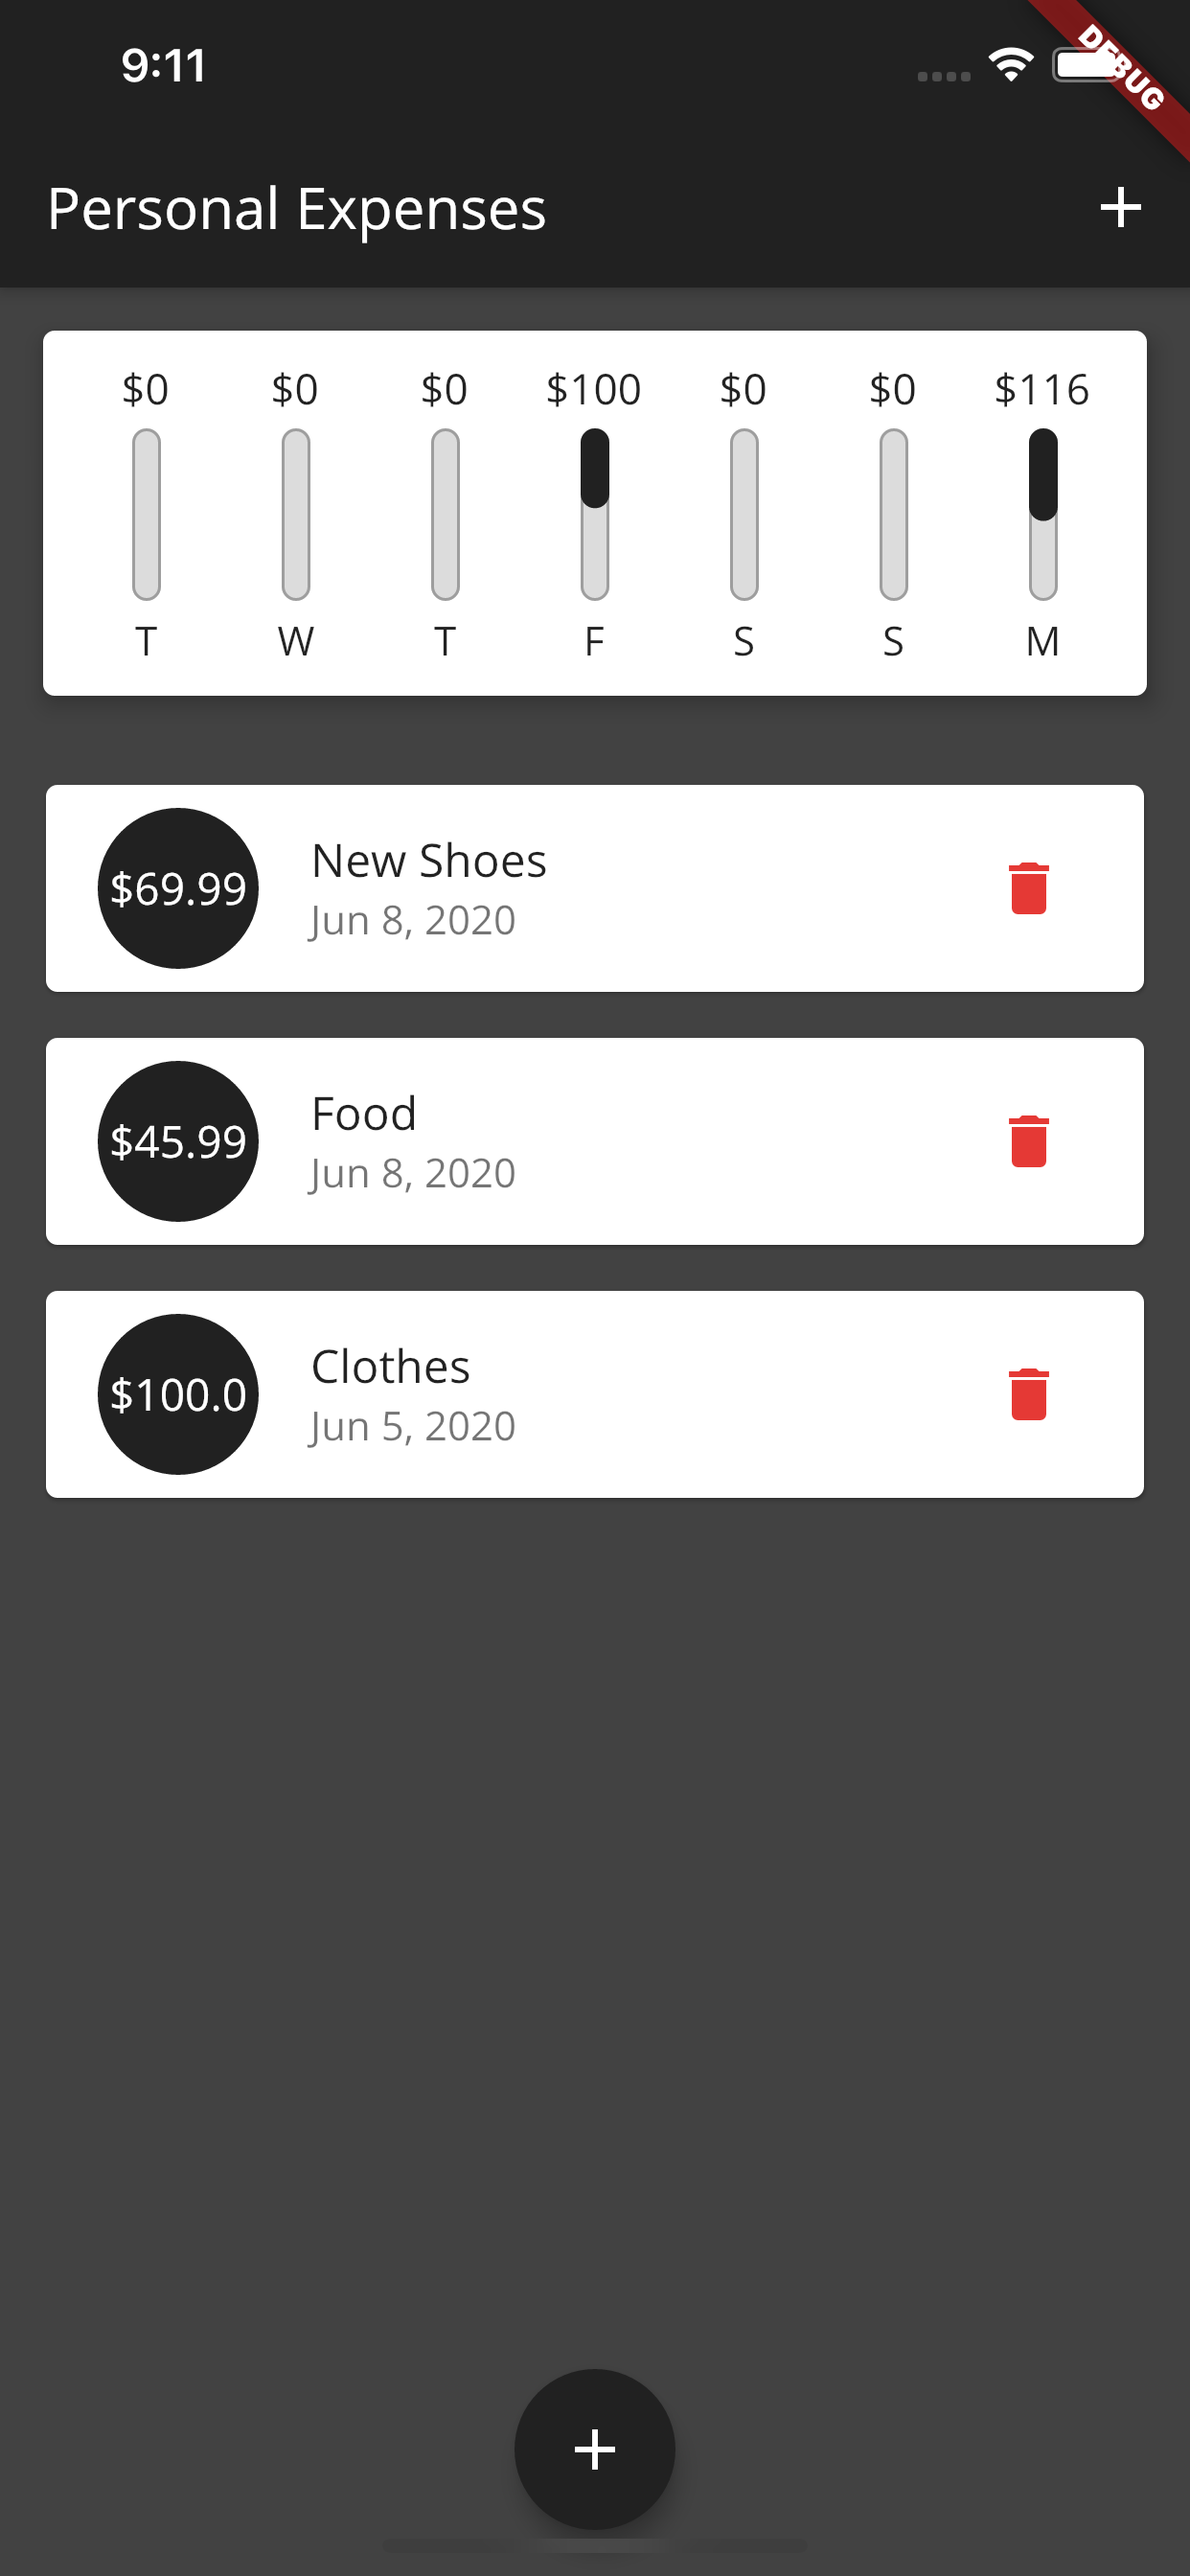 9:11
DEBUG
Personal Expenses
$0 $0 $0 $100 $0 $0 $116
T W T F S S M
$69.99
New Shoes
Jun 8, 2020
$45.99
Food
Jun 8, 2020
$100.0
Clothes
Jun 5, 2020